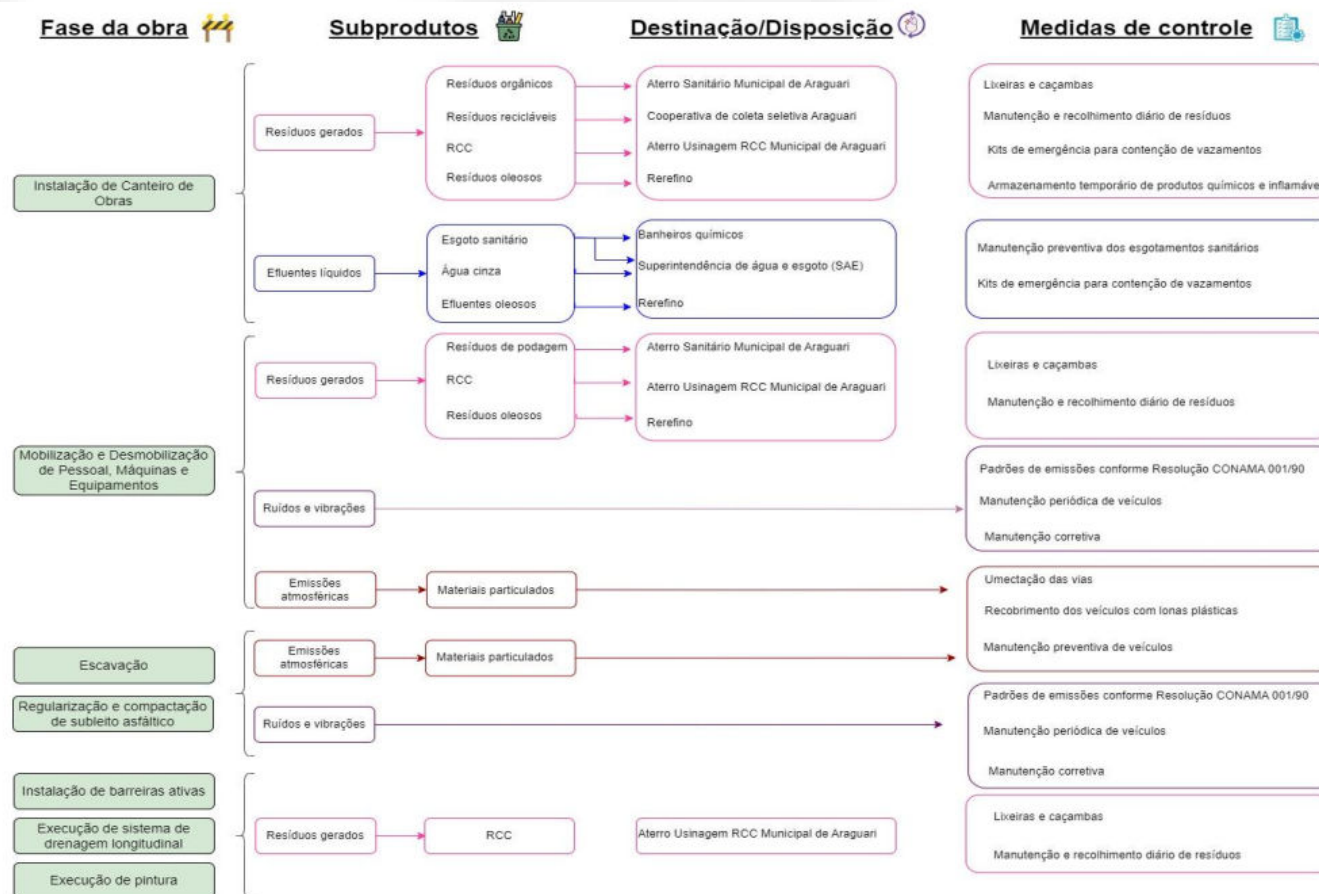 Fase da obra
Subprodutos
Destinação/Disposição
Medidas de controle
Instalação de Canteiro de
Obras
Resíduos gerados
Resíduos orgânicos
Resíduos recicláveis
RCC
Resíduos oleosos
Aterro Sanitário Municipal de Araguari
Cooperativa de coleta seletiva Araguari
Aterro Usinagem RCC Municipal de Araguari
Rerefino
Lixeiras e caçambas
Manutenção e recolhimento diário de resíduos
Kits de emergência para contenção de vazamentos
Armazenamento temporário de produtos químicos e inflamáve
Efluentes líquidos
Esgoto sanitário
Água cinza
Efluentes oleosos
Banheiros químicos
Superintendência de água e esgoto (SAE)
Rerefino
Manutenção preventiva dos esgotamentos sanitários
Kits de emergência para contenção de vazamentos
Mobilização e Desmobilização
de Pessoal, Máquinas e
Equipamentos
Resíduos gerados
Resíduos de podagem
RCC
Resíduos oleosos
Aterro Sanitário Municipal de Araguari
Aterro Usinagem RCC Municipal de Araguari
Rerefino
Lixeiras e caçambas
Manutenção e recolhimento diário de resíduos
Ruídos e vibrações
Padrões de emissões conforme Resolução CONAMA 001/90
Manutenção periódica de veículos
Manutenção corretiva
Emissões
atmosféricas
Materiais particulados
Umectação das vias
Recobrimento dos veículos com lonas plásticas
Manutenção preventiva de veículos
Escavação
Regularização e compactação
de subleito asfáltico
Emissões
atmosféricas
Materiais particulados
Ruídos e vibrações
Padrões de emissões conforme Resolução CONAMA 001/90
Manutenção periódica de veículos
Manutenção corretiva
Instalação de barreiras ativas
Execução de sistema de
drenagem longitudinal
Execução de pintura
Resíduos gerados
RCC
Aterro Usinagem RCC Municipal de Araguari
Lixeiras e caçambas
Manutenção e recolhimento diário de resíduos